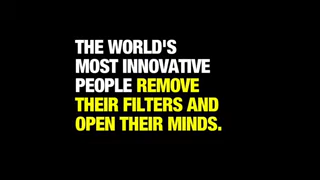 THE WORLD'S
MOST INNOVATIVE
PEOPLE REMOVE
THEIR FILTERS AND
OPEN THEIR MINDS.